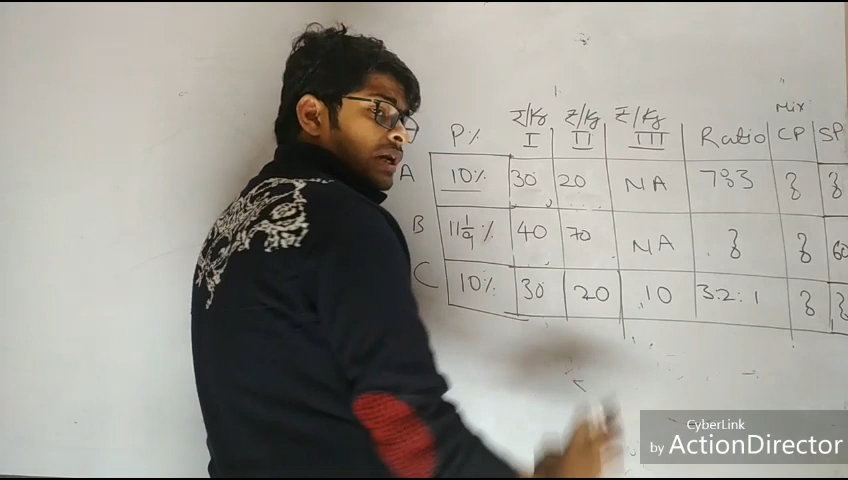 Mix
₹/Kg ₹/Kg ₹/Kg
P% I II III Ratio CP SP
A 10% 30 20 NA 7:3 } }
B 11 1/9 % 40 70 NA } } 60
C 10% 30 20 10 3:2:1 } }
CyberLink
by ActionDirector